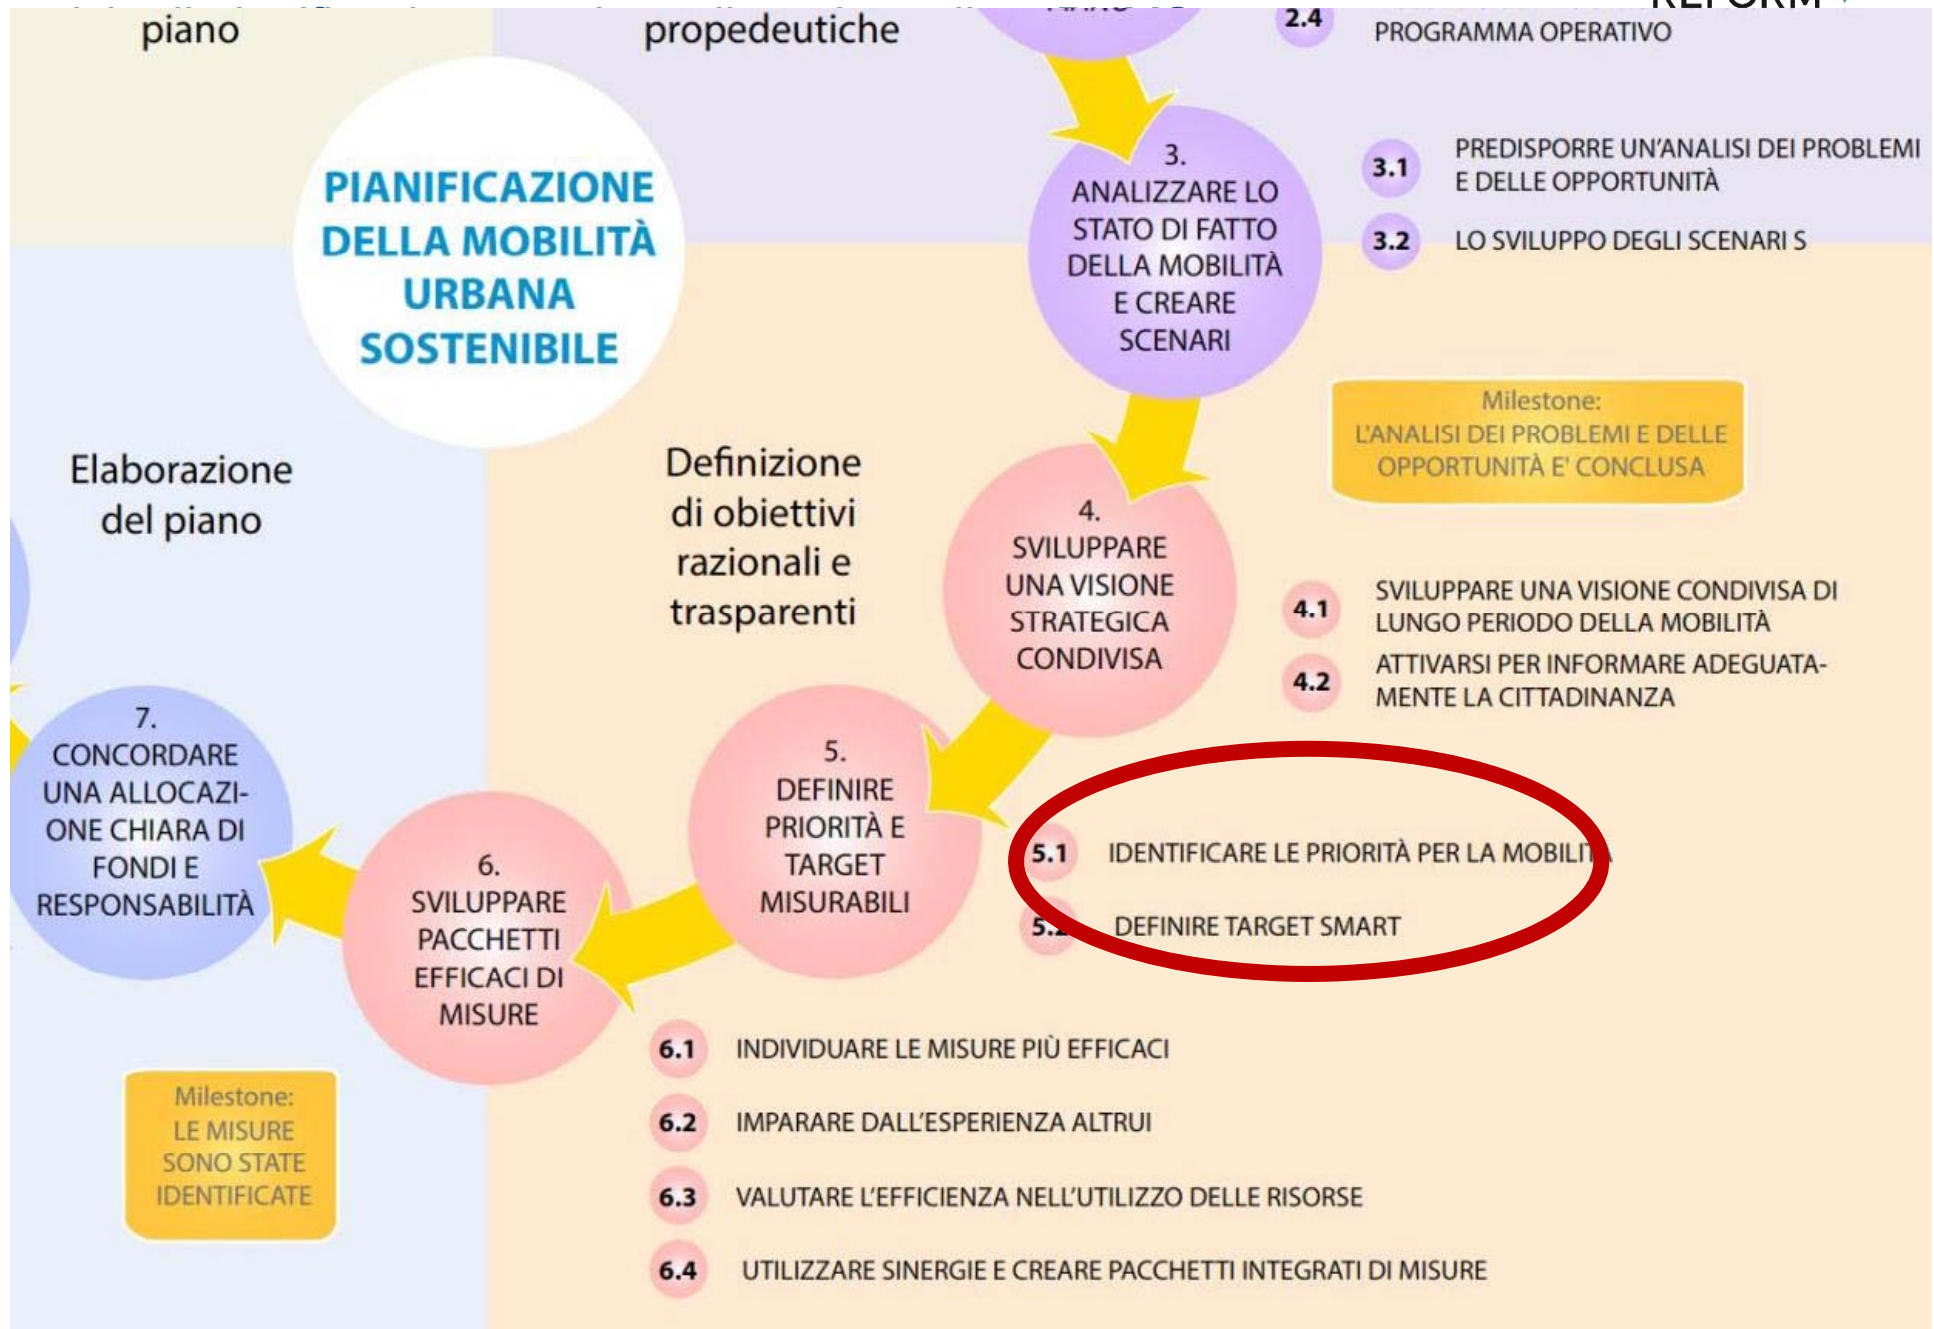 REFORM
piano
propedeutiche
2.4
PROGRAMMA OPERATIVO
PIANIFICAZIONE
DELLA MOBILITÀ
URBANA
SOSTENIBILE
3.
ANALIZZARE LO
STATO DI FATTO
DELLA MOBILITÀ
E CREARE
SCENARI
3.1 PREDISPORRE UN'ANALISI DEI PROBLEMI
E DELLE OPPORTUNITÀ
3.2 LO SVILUPPO DEGLI SCENARI S
Milestone:
L'ANALISI DEI PROBLEMI E DELLE
OPPORTUNITÀ E' CONCLUSA
Elaborazione
del piano
Definizione
di obiettivi
razionali e
trasparenti
4.
SVILUPPARE
UNA VISIONE
STRATEGICA
CONDIVISA
4.1 SVILUPPARE UNA VISIONE CONDIVISA DI
LUNGO PERIODO DELLA MOBILITÀ
4.2 ATTIVARSI PER INFORMARE ADEGUATA-
MENTE LA CITTADINANZA
5.
DEFINIRE
PRIORITÀ E
TARGET
MISURABILI
5.1 IDENTIFICARE LE PRIORITÀ PER LA MOBILITÀ
5.2 DEFINIRE TARGET SMART
6.
SVILUPPARE
PACCHETTI
EFFICACI DI
MISURE
6.1 INDIVIDUARE LE MISURE PIÙ EFFICACI
6.2 IMPARARE DALL'ESPERIENZA ALTRUI
6.3 VALUTARE L'EFFICIENZA NELL'UTILIZZO DELLE RISORSE
6.4 UTILIZZARE SINERGIE E CREARE PACCHETTI INTEGRATI DI MISURE
7.
CONCORDARE
UNA ALLOCAZI-
ONE CHIARA DI
FONDI E
RESPONSABILITÀ
Milestone:
LE MISURE
SONO STATE
IDENTIFICATE